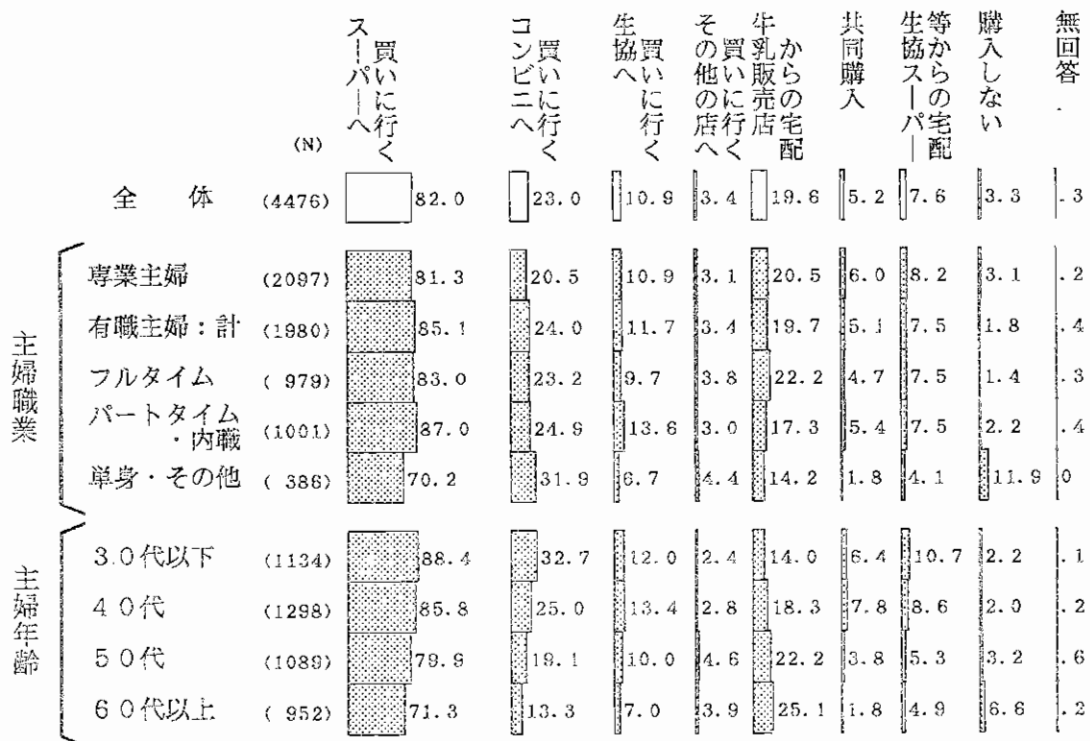 スーパーへ
買いに行く
コンビニへ
買いに行く
生協へ
買いに行く
その他の店へ
買いに行く
牛乳販売店
からの宅配
共同購入
生協スーパー
等からの宅配
購入しない
無回答
(N)
全 体 (4476) 82.0 23.0 10.9 3.4 19.6 5.2 7.6 3.3 .3
主婦職業
専業主婦 (2097) 81.3 20.5 10.9 3.1 20.5 6.0 8.2 3.1 .2
有職主婦:計 (1980) 85.1 24.0 11.7 3.4 19.7 5.1 7.5 1.8 .4
フルタイム ( 979) 83.0 23.2 9.7 3.8 22.2 4.7 7.5 1.4 .3
パートタイム
・内職 (1001) 87.0 24.9 13.6 3.0 17.3 5.4 7.5 2.2 .4
単身・その他 ( 386) 70.2 31.9 6.7 4.4 14.2 1.8 4.1 11.9 0
主婦年齢
30代以下 (1134) 88.4 32.7 12.0 2.4 14.0 6.4 10.7 2.2 .1
40代 (1298) 85.8 25.0 13.4 2.8 18.3 7.8 8.6 2.0 .2
50代 (1089) 79.9 19.1 10.0 4.6 22.2 3.8 5.3 3.2 .6
60代以上 ( 952) 71.3 13.3 7.0 3.9 25.1 1.8 4.9 6.6 .2